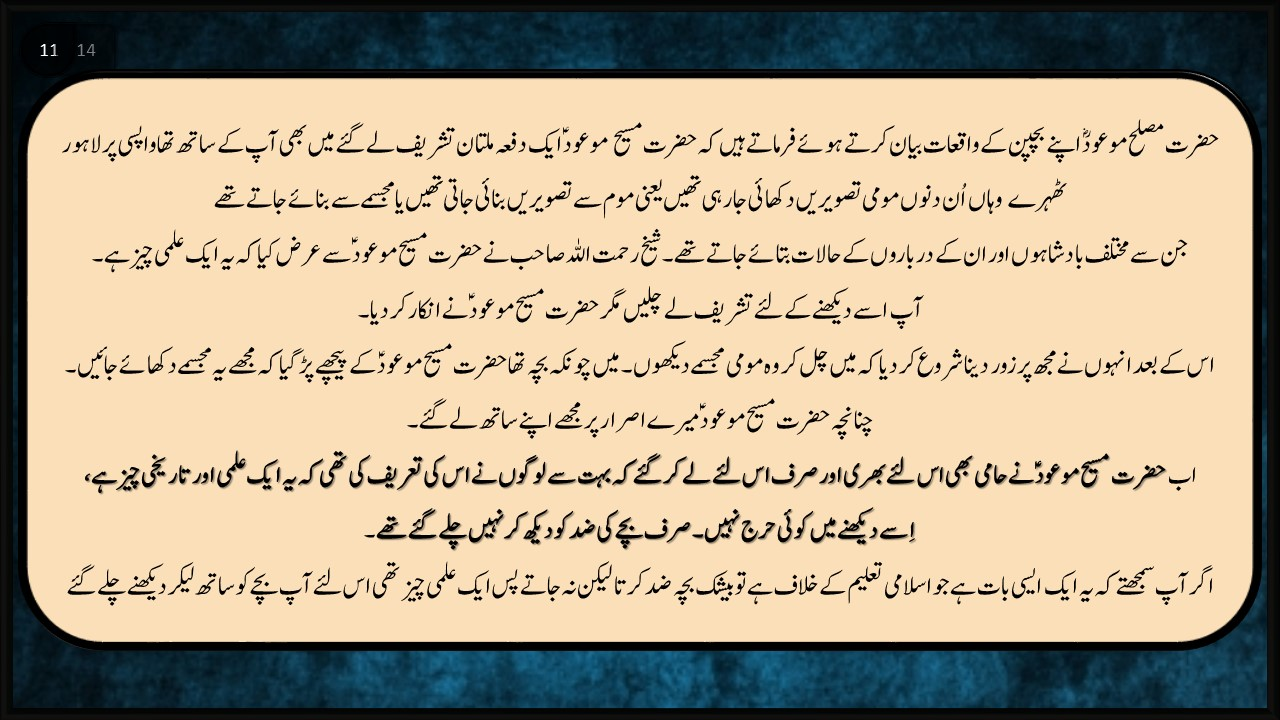 11 14
حضرت مصلح موعودؓ اپنے بچپن کے واقعات بیان کرتے ہوئے فرماتے ہیں کہ حضرت مسیح موعودؑ ایک دفعہ ملتان تشریف لے گئے میں بھی آپ کے ساتھ تھا واپسی پر لاہور
ٹھہرے وہاں اُن دنوں مومی تصویریں دکھائی جا رہی تھیں یعنی موم سے تصویریں بنائی جاتی تھیں یا مجسمے سے بنائے جاتے تھے
جن سے مختلف بادشاہوں اور ان کے درباروں کے حالات بتائے جاتے تھے۔ شیخ رحمت اللہ صاحب نے حضرت مسیح موعودؑ سے عرض کیا کہ یہ ایک علمی چیز ہے۔
آپ اسے دیکھنے کے لئے تشریف لے چلیں مگر حضرت مسیح موعودؑ نے انکار کر دیا۔
اس کے بعد انہوں نے مجھ پر زور دینا شروع کر دیا کہ میں چل کر وہ مومی مجسمے دیکھوں۔ میں چونکہ بچہ تھا حضرت مسیح موعودؑ کے پیچھے پڑ گیا کہ مجھے یہ مجسمے دکھائے جائیں۔
چنانچہ حضرت مسیح موعودؑ میرے اصرار پر مجھے اپنے ساتھ لے گئے۔
اب حضرت مسیح موعودؑ نے حامی بھی اس لئے بھری اور صرف اس لئے لے کر گئے کہ بہت سے لوگوں نے اس کی تعریف کی تھی کہ یہ ایک علمی اور تاریخی چیز ہے،
اِسے دیکھنے میں کوئی حرج نہیں۔ صرف بچے کی ضد کو دیکھ کر نہیں چلے گئے تھے۔
اگر آپ سمجھتے کہ یہ ایک ایسی بات ہے جو اسلامی تعلیم کے خلاف ہے تو بیشک بچہ ضد کرتا لیکن نہ جاتے پس ایک علمی چیز تھی اس لئے آپ بچے کو ساتھ لیکر دیکھنے چلے گئے